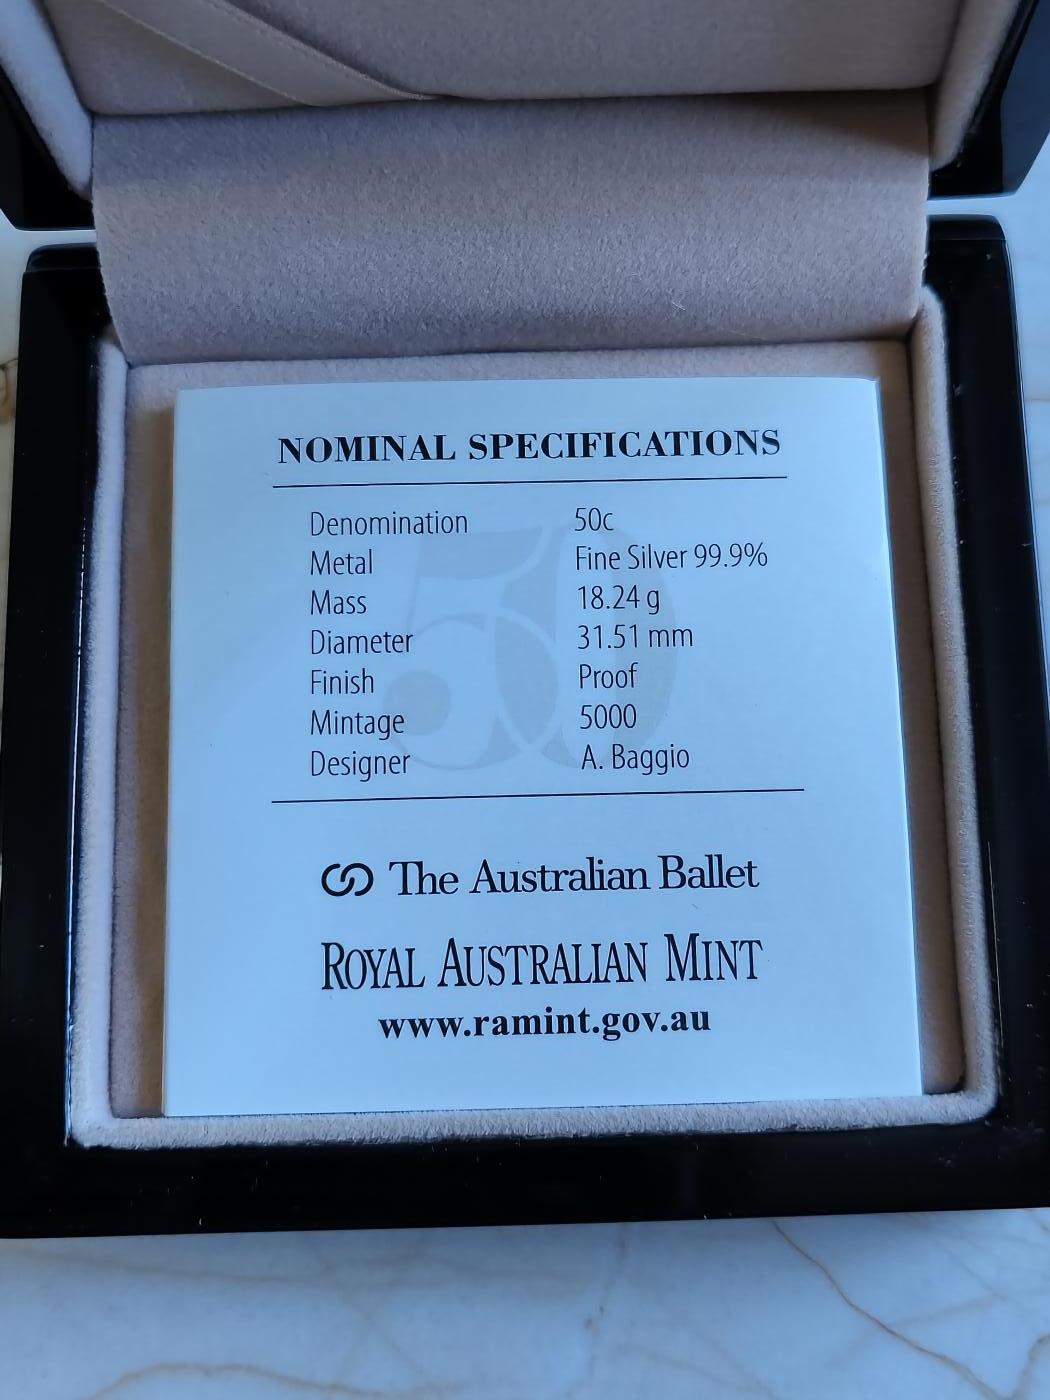 NOMINAL SPECIFICATIONS
Denomination 50c
Metal Fine Silver 99.9%
Mass 18.24 g
Diameter 31.51 mm
Finish Proof
Mintage 5000
Designer A. Baggio
50
The Australian Ballet
ROYAL AUSTRALIAN MINT
www.ramint.gov.au